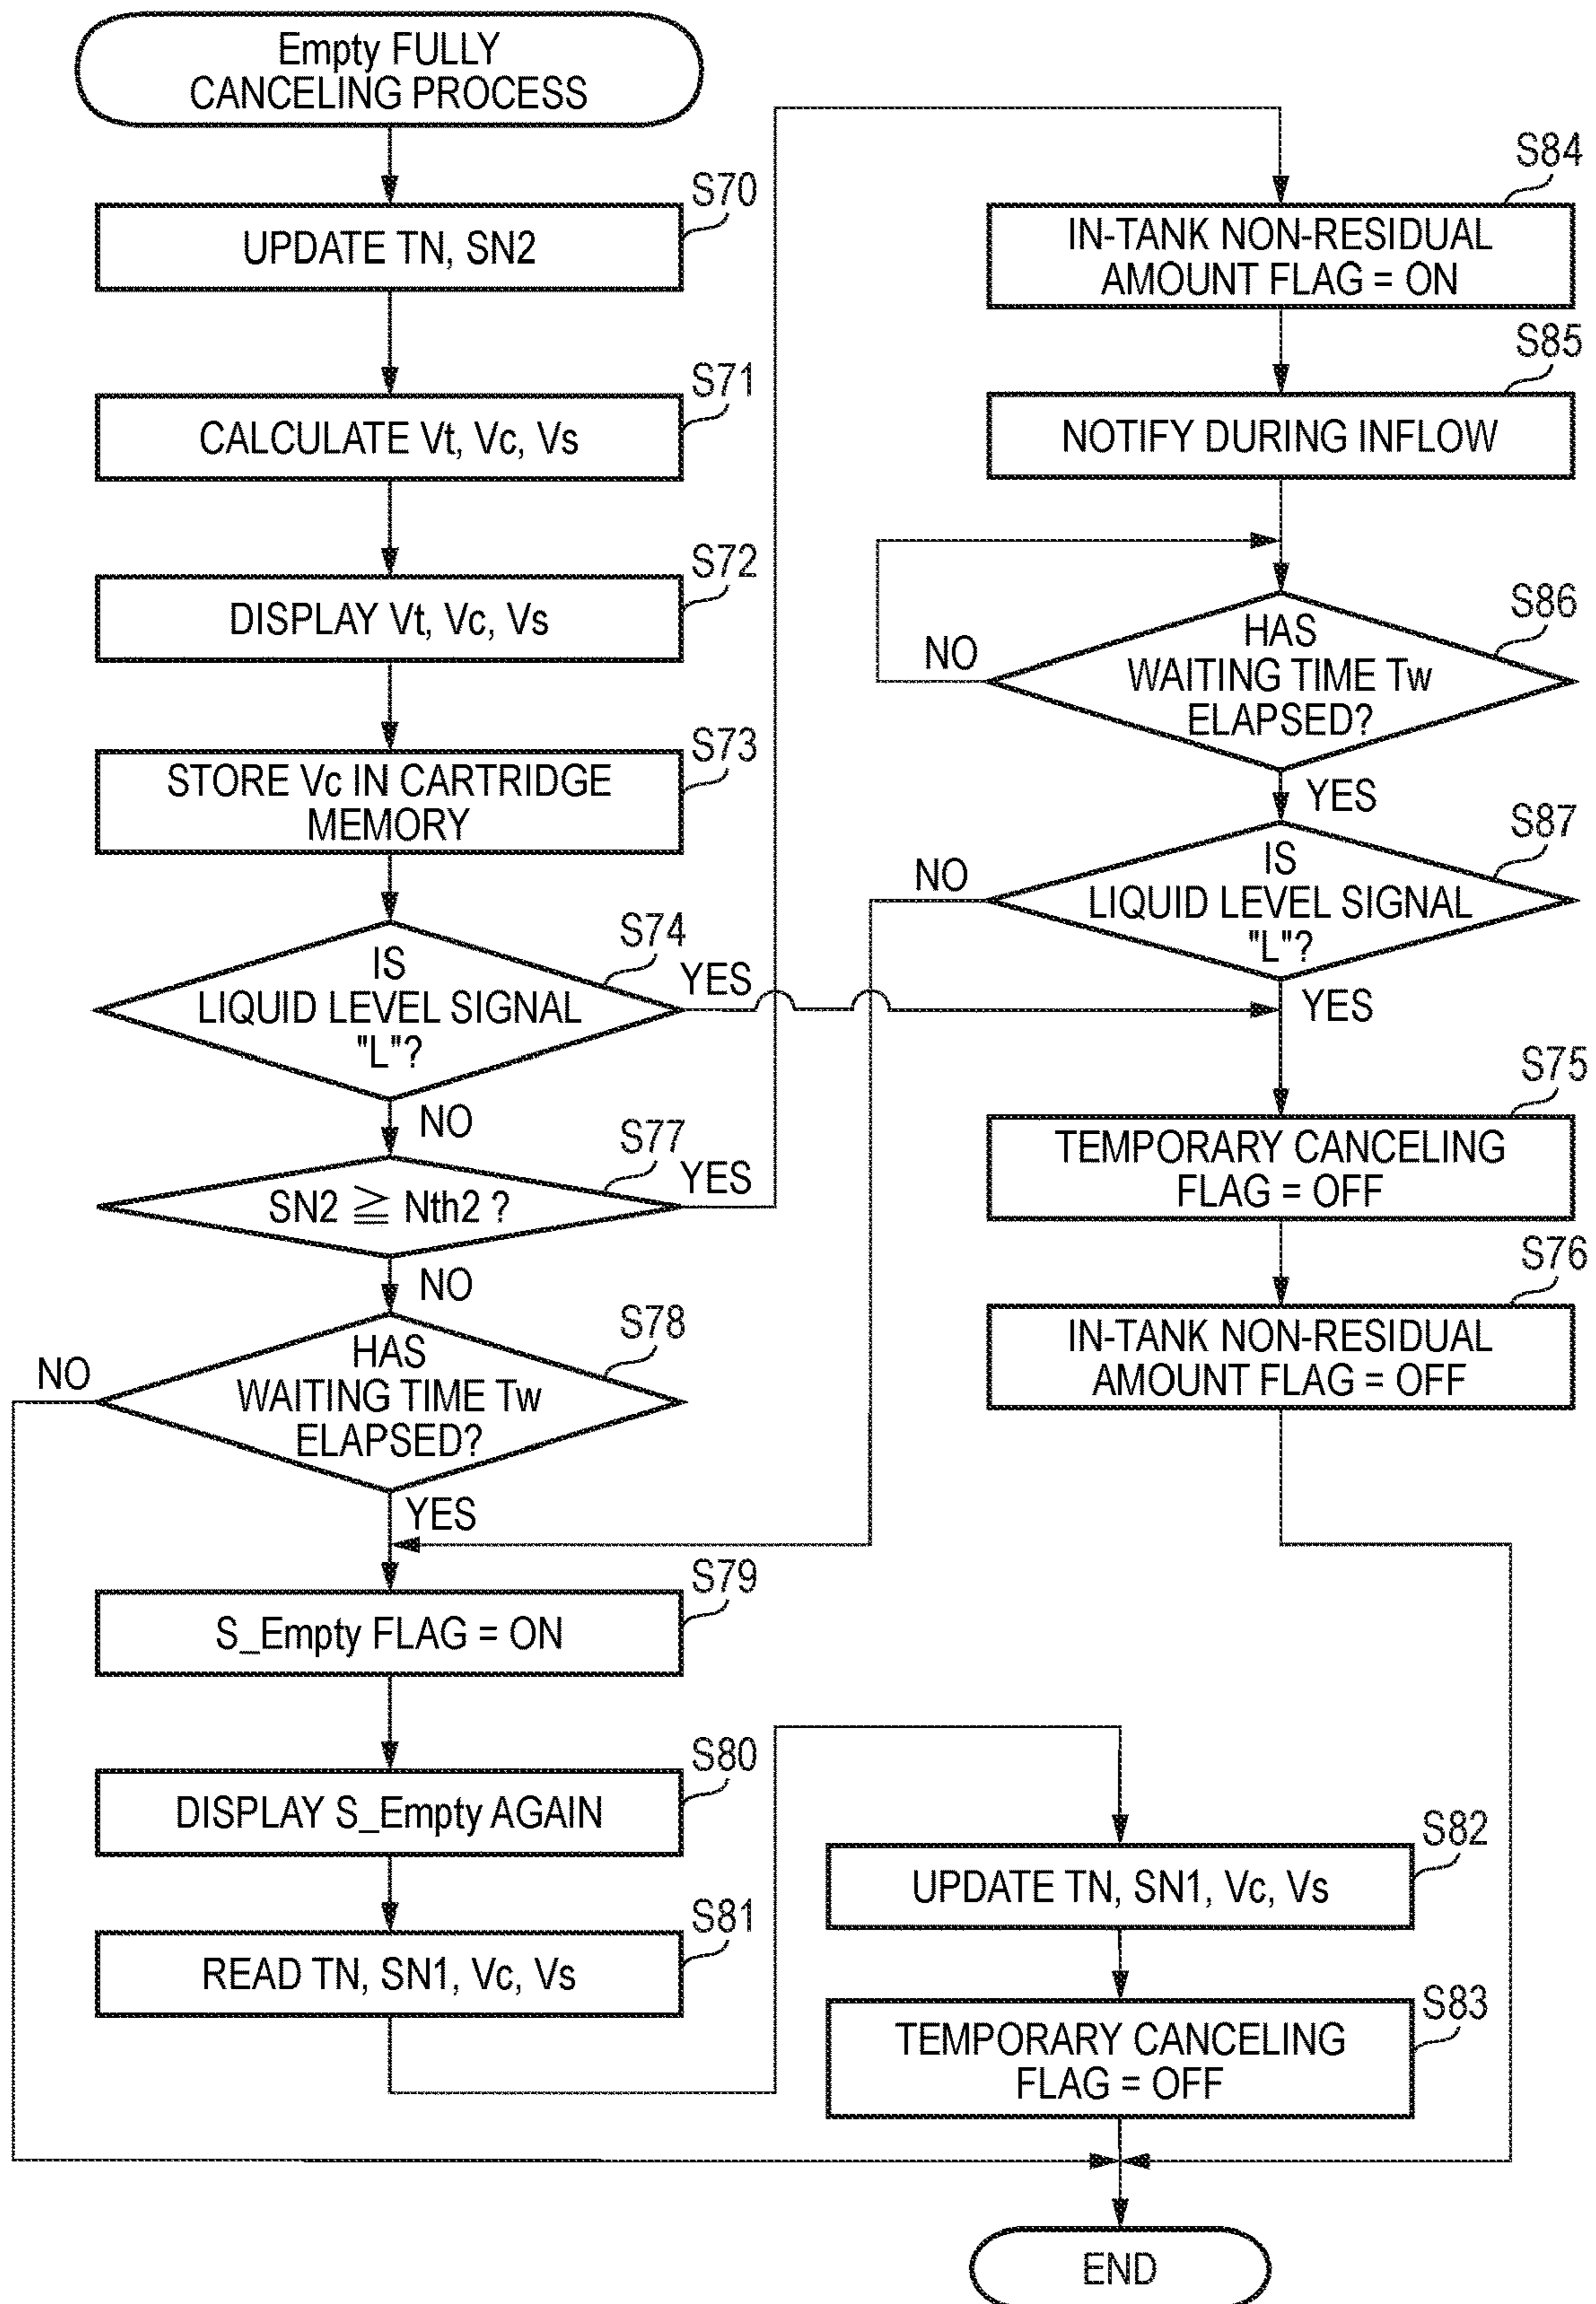 Empty FULLY
CANCELING PROCESS
S70
UPDATE TN, SN2
S71
CALCULATE Vt, Vc, Vs
S72
DISPLAY Vt, Vc, Vs
S73
STORE Vc IN CARTRIDGE
MEMORY
S74
IS
LIQUID LEVEL SIGNAL
"L"?
YES
NO
S77
SN2 ≧ Nth2 ?
YES
NO
S78
HAS
WAITING TIME Tw
ELAPSED?
NO
YES
S79
S_Empty FLAG = ON
S80
DISPLAY S_Empty AGAIN
S81
READ TN, SN1, Vc, Vs
S84
IN-TANK NON-RESIDUAL
AMOUNT FLAG = ON
S85
NOTIFY DURING INFLOW
S86
HAS
WAITING TIME Tw
ELAPSED?
NO
YES
S87
IS
LIQUID LEVEL SIGNAL
"L"?
NO
YES
S75
TEMPORARY CANCELING
FLAG = OFF
S76
IN-TANK NON-RESIDUAL
AMOUNT FLAG = OFF
S82
UPDATE TN, SN1, Vc, Vs
S83
TEMPORARY CANCELING
FLAG = OFF
END